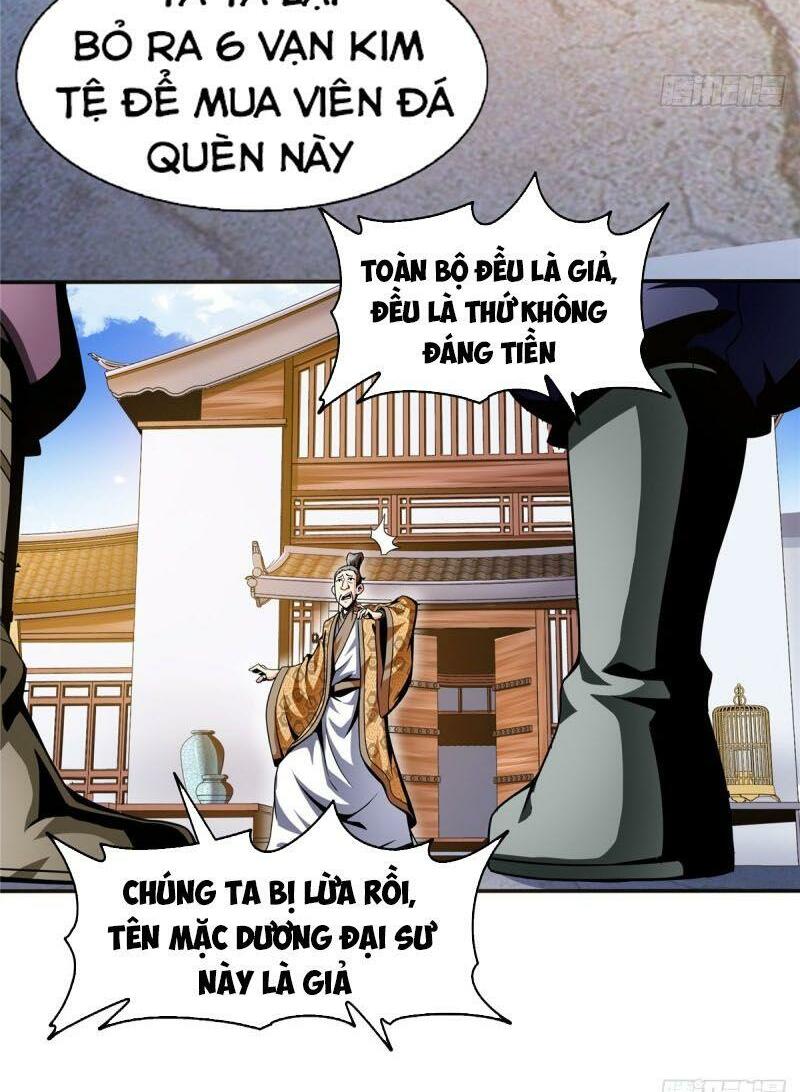 BỎ RA 6 VẠN KIM
TỆ ĐỂ MUA VIÊN ĐÁ
QUÈN NÀY
TOÀN BỘ ĐỀU LÀ GIẢ,
ĐỀU LÀ THỨ KHÔNG
ĐÁNG TIỀN
CHÚNG TA BỊ LỪA RỒI,
TÊN MẶC DƯƠNG ĐẠI SƯ
NÀY LÀ GIẢ